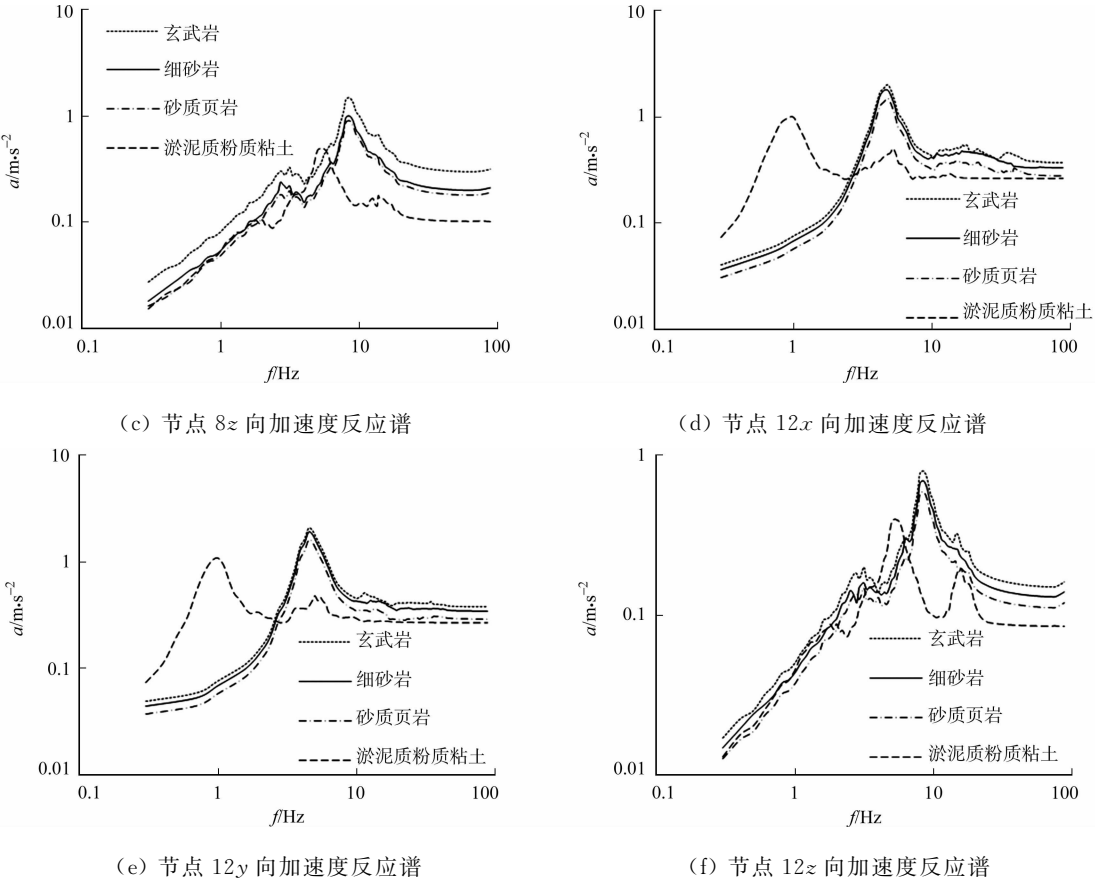 10
1
0.1
0.01
a/m·s⁻²
玄武岩
细砂岩
砂质页岩
淤泥质粉质粘土
0.1 1 10 100
f/Hz
(c) 节点 8z 向加速度反应谱
10
1
0.1
0.01
a/m·s⁻²
玄武岩
细砂岩
砂质页岩
淤泥质粉质粘土
0.1 1 10 100
f/Hz
(d) 节点 12x 向加速度反应谱
10
1
0.1
0.01
a/m·s⁻²
玄武岩
细砂岩
砂质页岩
淤泥质粉质粘土
0.1 1 10 100
f/Hz
(e) 节点 12y 向加速度反应谱
1
0.1
0.01
a/m·s⁻²
玄武岩
细砂岩
砂质页岩
淤泥质粉质粘土
0.1 1 10 100
f/Hz
(f) 节点 12z 向加速度反应谱